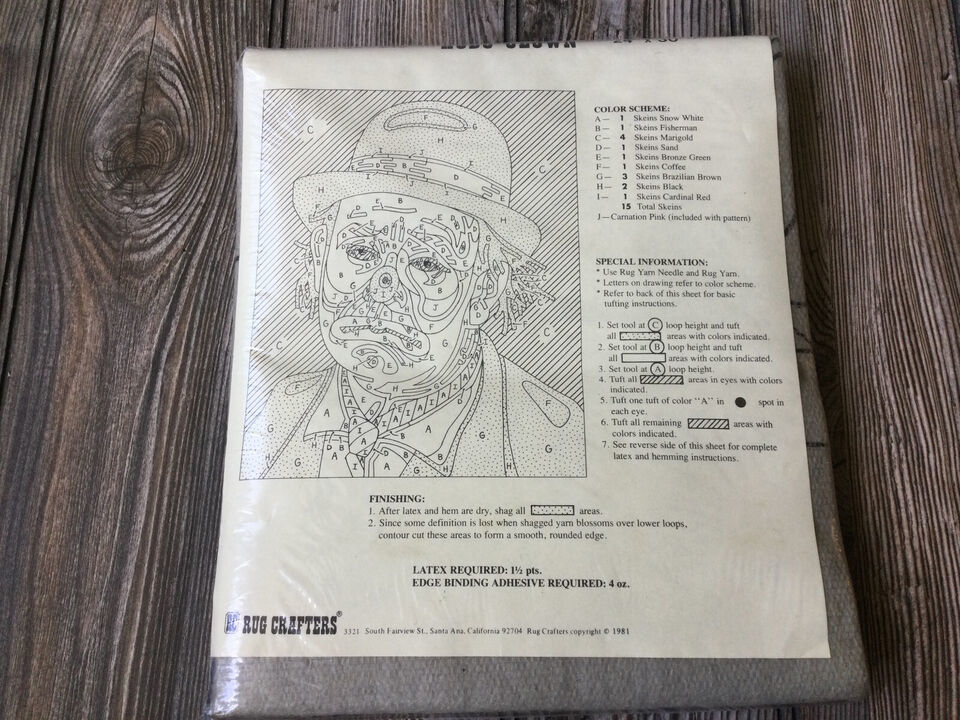 CLOWN
COLOR SCHEME:
A— 1 Skeins Snow White
B— 1 Skeins Fisherman
C— 4 Skeins Marigold
D— 1 Skeins Sand
E— 1 Skeins Bronze Green
F— 1 Skeins Coffee
G— 3 Skeins Brazilian Brown
H— 2 Skeins Black
I— 1 Skeins Cardinal Red
15 Total Skeins
J—Carnation Pink (included with pattern)
SPECIAL INFORMATION:
* Use Rug Yarn Needle and Rug Yarn.
* Letters on drawing refer to color scheme.
* Refer to back of this sheet for basic
tufting instructions.
1. Set tool at C loop height and tuft
all areas with colors indicated.
2. Set tool at B loop height and tuft
all areas with colors indicated.
3. Set tool at A loop height.
4. Tuft all areas in eyes with colors
indicated.
5. Tuft one tuft of color "A" in spot in
each eye.
6. Tuft all remaining areas with
colors indicated.
7. See reverse side of this sheet for complete
latex and hemming instructions.
FINISHING:
1. After latex and hem are dry, shag all areas.
2. Since some definition is lost when shagged yarn blossoms over lower loops,
contour cut these areas to form a smooth, rounded edge.
LATEX REQUIRED: 1½ pts.
EDGE BINDING ADHESIVE REQUIRED: 4 oz.
RC RUG CRAFTERS® 3321 South Fairview St., Santa Ana, California 92704 Rug Crafters copyright © 1981